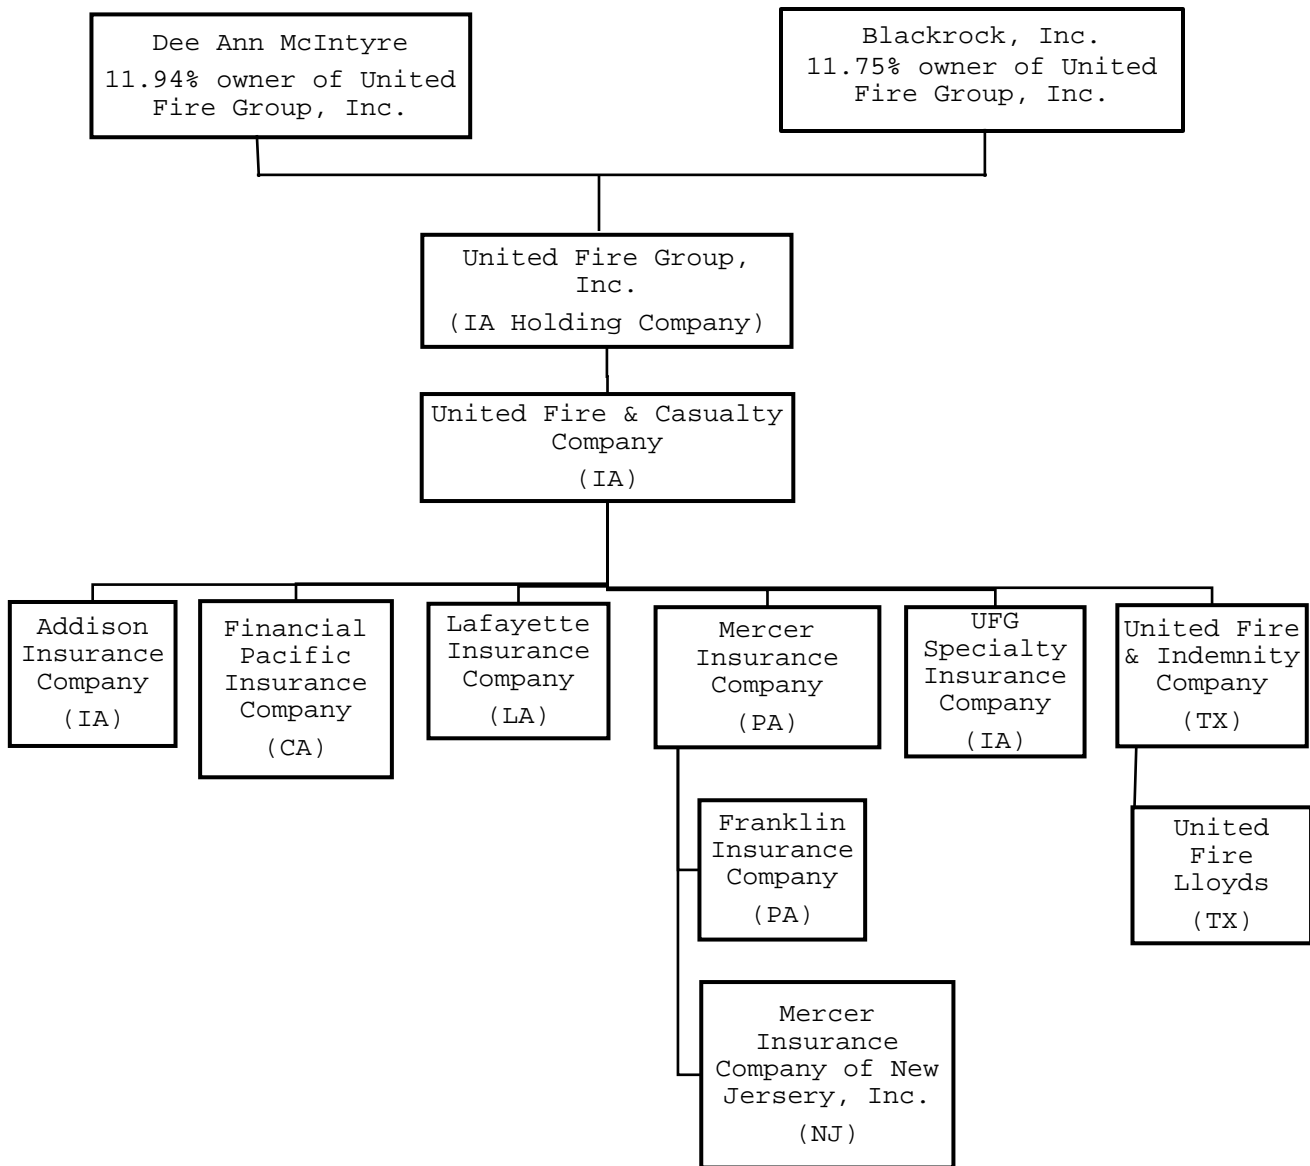 Dee Ann McIntyre
11.94% owner of United
Fire Group, Inc.
Blackrock, Inc.
11.75% owner of United
Fire Group, Inc.
United Fire Group,
Inc.
(IA Holding Company)
United Fire & Casualty
Company
(IA)
Addison
Insurance
Company
(IA)
Financial
Pacific
Insurance
Company
(CA)
Lafayette
Insurance
Company
(LA)
Mercer
Insurance
Company
(PA)
UFG
Specialty
Insurance
Company
(IA)
United Fire
& Indemnity
Company
(TX)
Franklin
Insurance
Company
(PA)
United
Fire
Lloyds
(TX)
Mercer
Insurance
Company of New
Jersery, Inc.
(NJ)